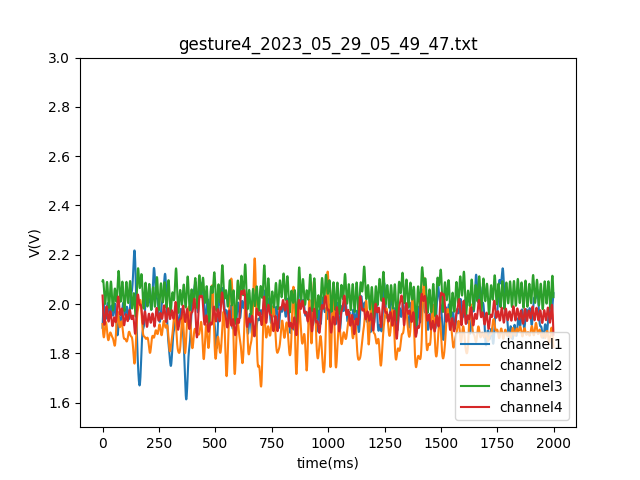 gesture4_2023_05_29_05_49_47.txt
3.0
2.8
2.6
2.4
2.2
2.0
1.8
1.6
V(V)
0 250 500 750 1000 1250 1500 1750 2000
time(ms)
channel1
channel2
channel3
channel4